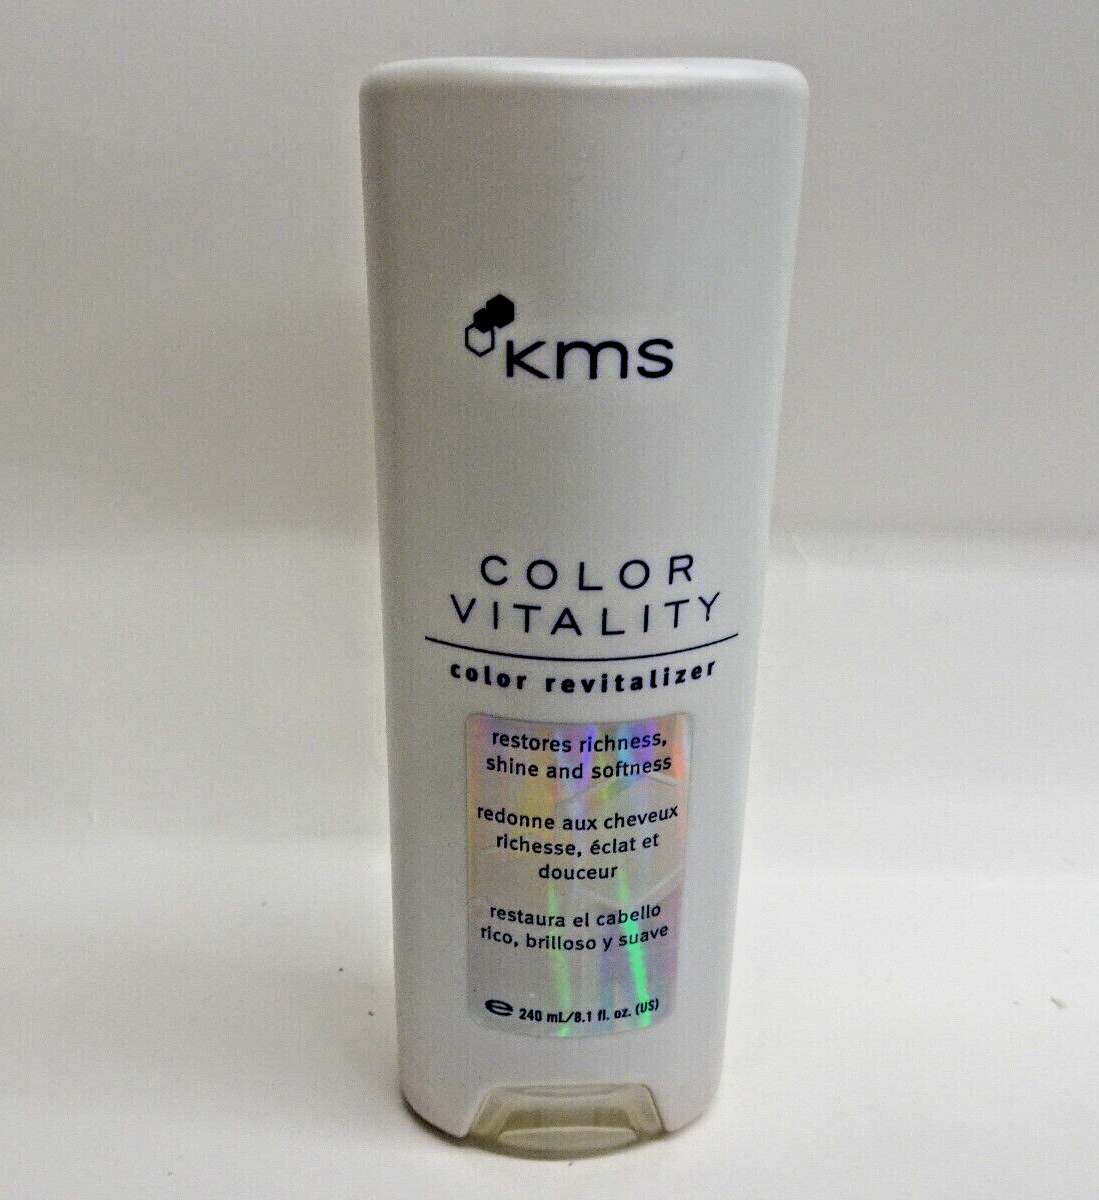 kms
COLOR
VITALITY
color revitalizer
restores richness,
shine and softness
redonne aux cheveux
richesse, éclat et
douceur
restaura el cabello
rico, brilloso y suave
e 240 mL/8.1 fl. oz. (US)